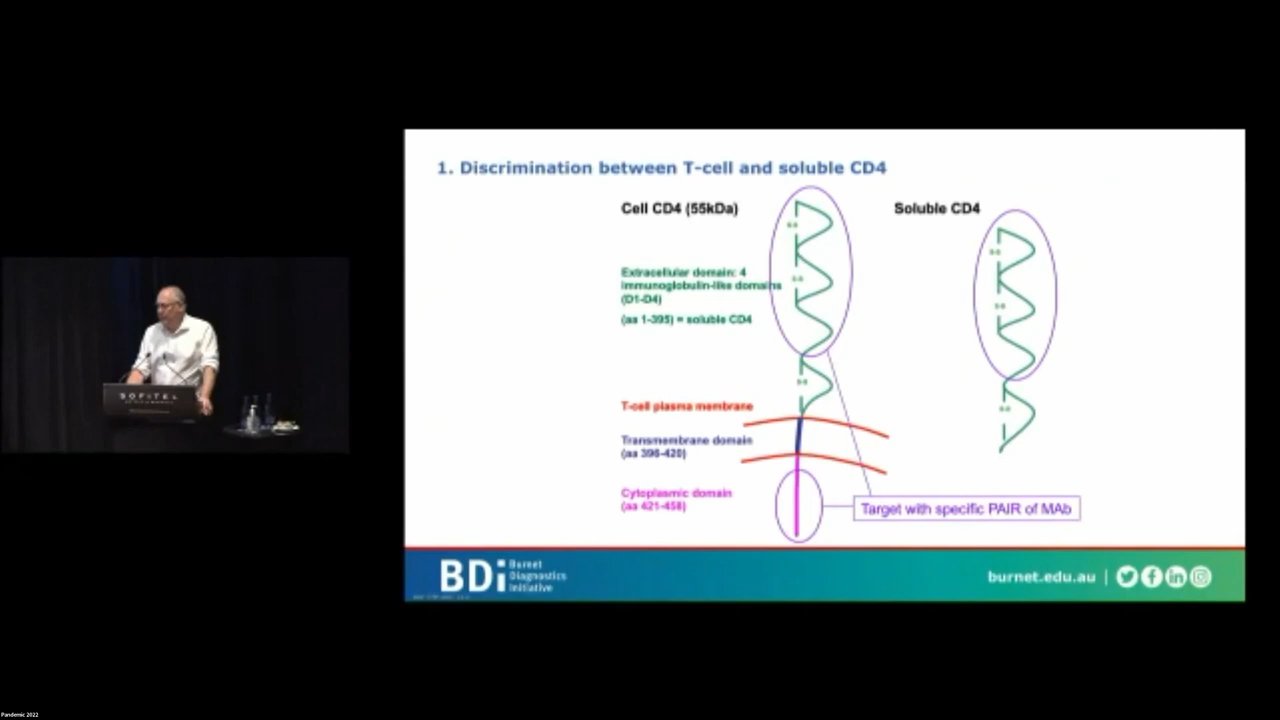 1. Discrimination between T-cell and soluble CD4
Cell CD4 (55kDa)
Soluble CD4
Extracellular domain: 4
immunoglobulin-like domains
(D1-D4)
(aa 1-395) = soluble CD4
T-cell plasma membrane
Transmembrane domain
(aa 396-420)
Cytoplasmic domain
(aa 421-458)
Target with specific PAIR of MAb
BDi
Burnet
Diagnostics
Initiative
burnet.edu.au
SOFITEL
Pandemic 2022